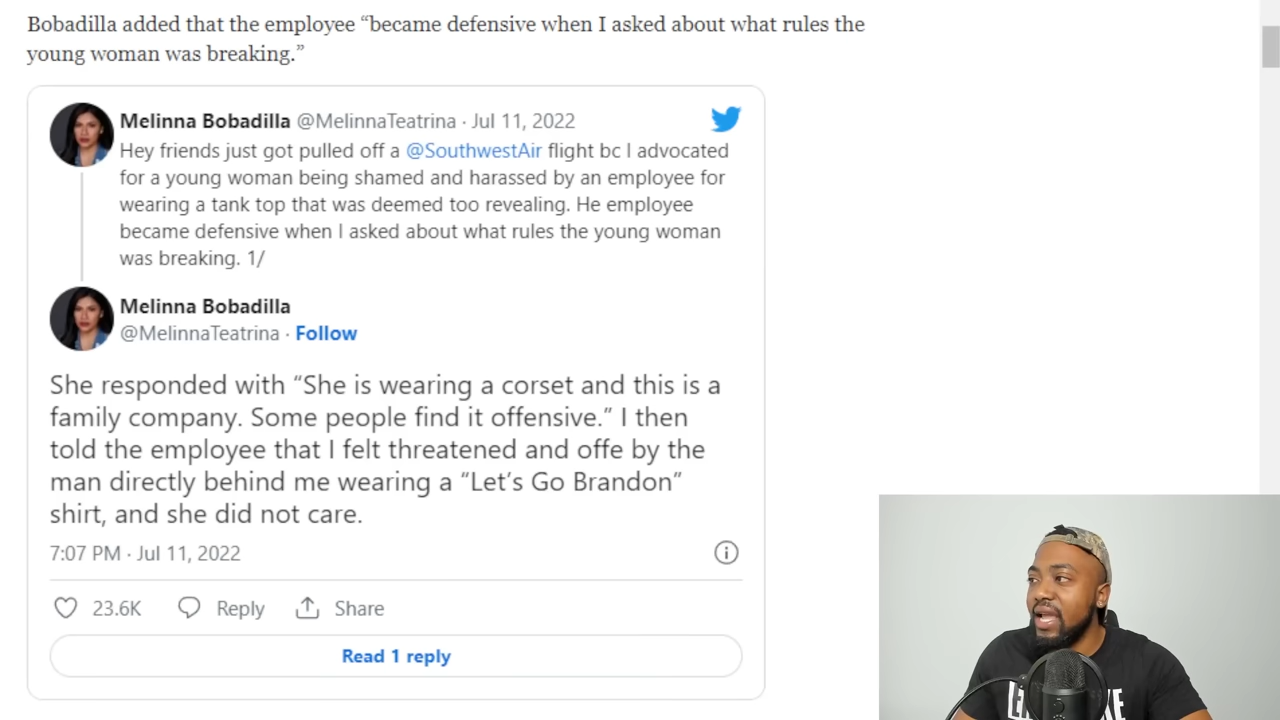 Bobadilla added that the employee “became defensive when I asked about what rules the
young woman was breaking.”
Melinna Bobadilla @MelinnaTeatrina · Jul 11, 2022
Hey friends just got pulled off a @SouthwestAir flight bc I advocated
for a young woman being shamed and harassed by an employee for
wearing a tank top that was deemed too revealing. He employee
became defensive when I asked about what rules the young woman
was breaking. 1/
Melinna Bobadilla
@MelinnaTeatrina · Follow
She responded with “She is wearing a corset and this is a
family company. Some people find it offensive.” I then
told the employee that I felt threatened and offe by the
man directly behind me wearing a “Let’s Go Brandon”
shirt, and she did not care.
7:07 PM · Jul 11, 2022
23.6K Reply Share
Read 1 reply